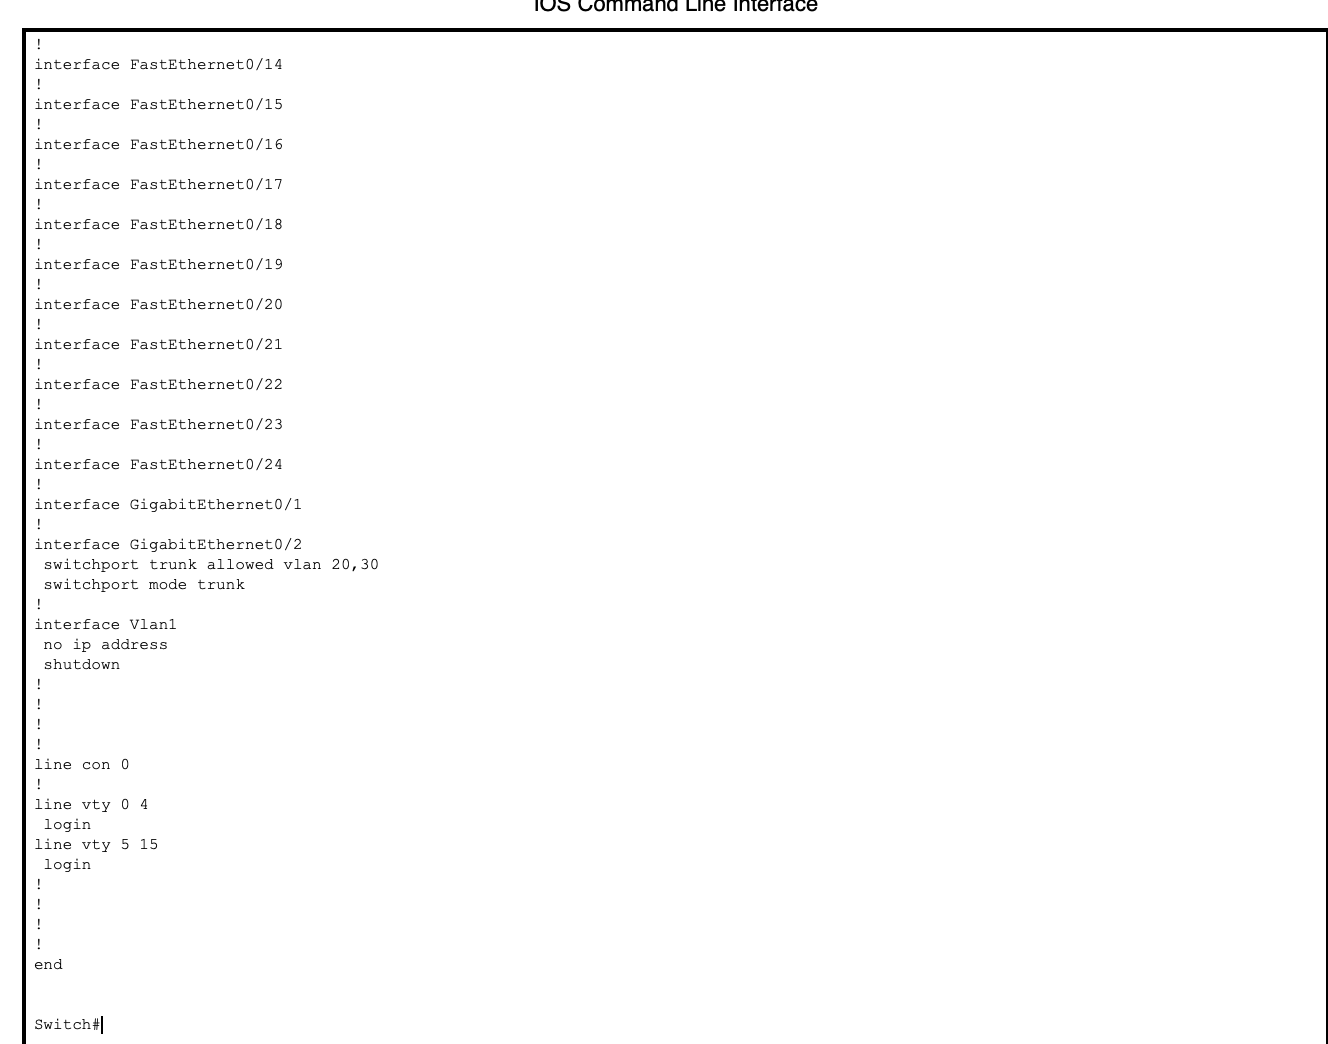 IOS Command Line Interface
!
interface FastEthernet0/14
!
interface FastEthernet0/15
!
interface FastEthernet0/16
!
interface FastEthernet0/17
!
interface FastEthernet0/18
!
interface FastEthernet0/19
!
interface FastEthernet0/20
!
interface FastEthernet0/21
!
interface FastEthernet0/22
!
interface FastEthernet0/23
!
interface FastEthernet0/24
!
interface GigabitEthernet0/1
!
interface GigabitEthernet0/2
 switchport trunk allowed vlan 20,30
 switchport mode trunk
!
interface Vlan1
 no ip address
 shutdown
!
!
!
!
line con 0
!
line vty 0 4
 login
line vty 5 15
 login
!
!
!
!
end
Switch#